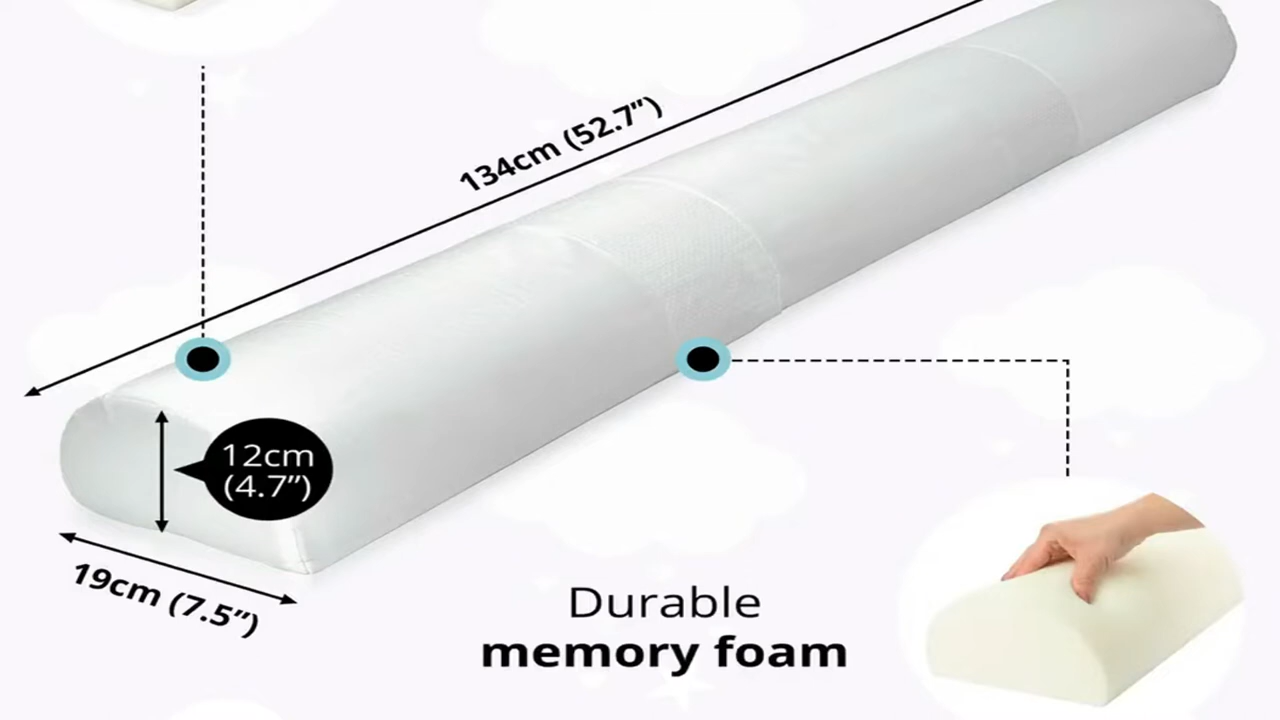 134cm (52.7”)
12cm
(4.7”)
19cm (7.5”)
Durable
memory foam